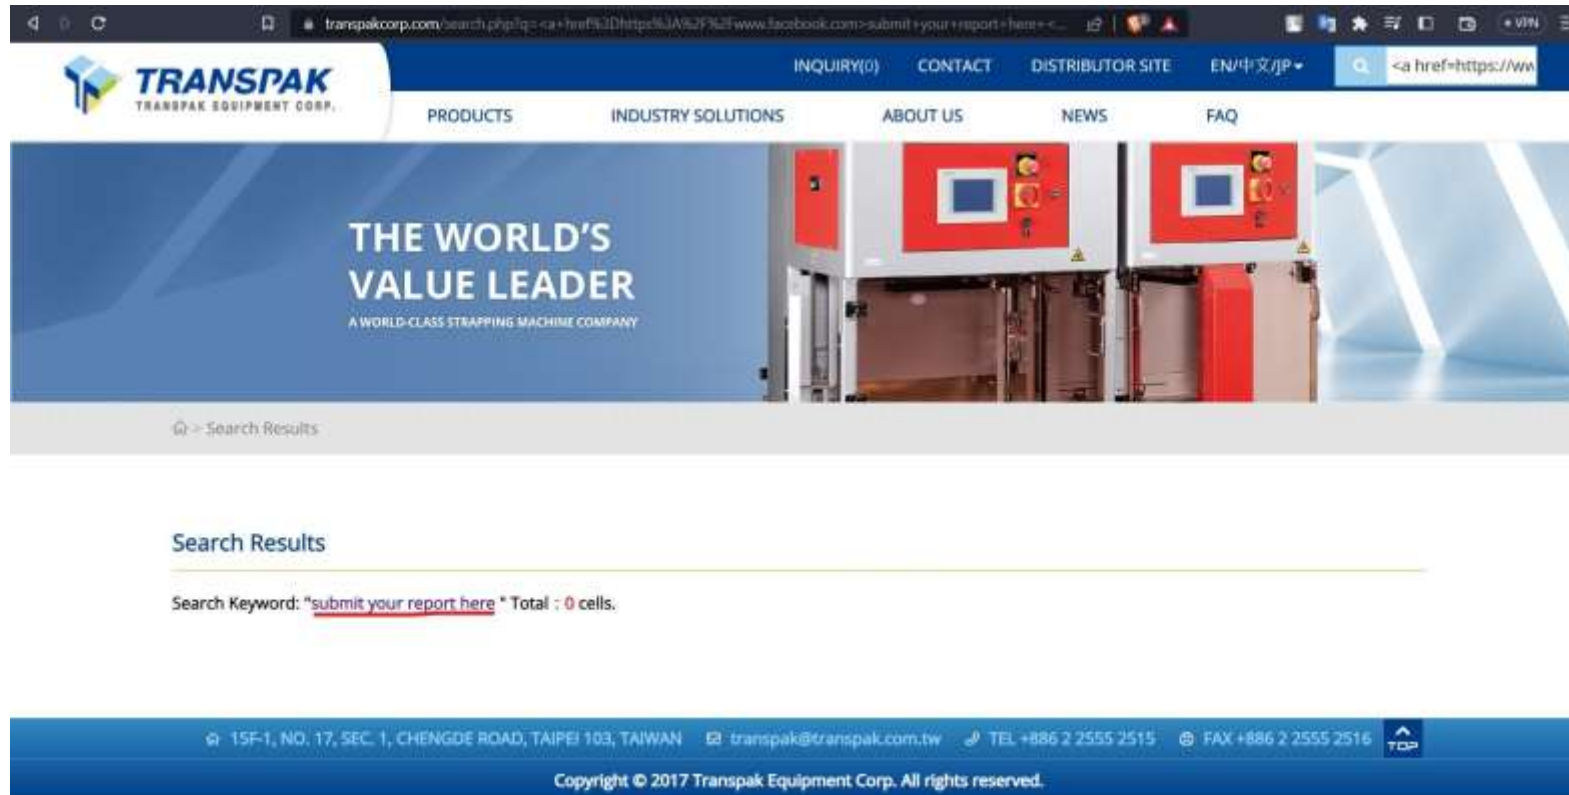 transpakcorp.com/search.php?q=<a+href%3Dhttps%3A%2F%2Fwww.facebook.com>submit+your+report+here+<...
VPN
TRANSPAK
TRANSPAK EQUIPMENT CORP.
INQUIRY(0) CONTACT DISTRIBUTOR SITE EN/中文/JP
<a href=https://ww
PRODUCTS INDUSTRY SOLUTIONS ABOUT US NEWS FAQ
THE WORLD'S
VALUE LEADER
A WORLD-CLASS STRAPPING MACHINE COMPANY
> Search Results
Search Results
Search Keyword: "submit your report here " Total : 0 cells.
15F-1, NO. 17, SEC. 1, CHENGDE ROAD, TAIPEI 103, TAIWAN transpak@transpak.com.tw TEL +886 2 2555 2515 FAX +886 2 2555 2516
TOP
Copyright © 2017 Transpak Equipment Corp. All rights reserved.